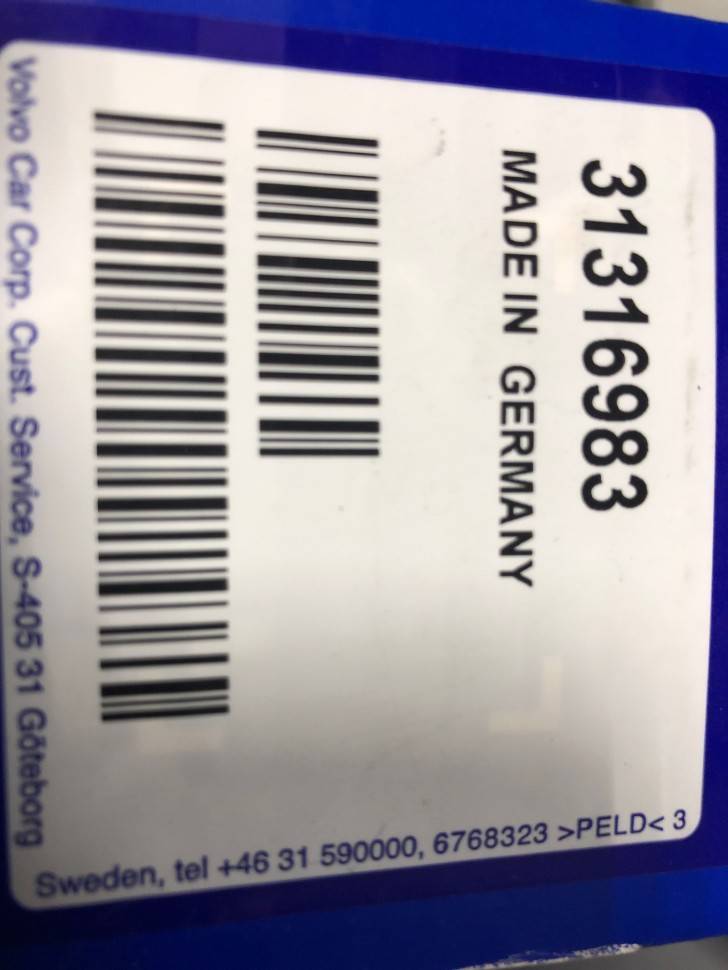 31316983
MADE IN GERMANY
Volvo Car Corp. Cust. Service, S-405 31 Göteborg
Sweden, tel +46 31 590000, 6768323 >PELD< 3